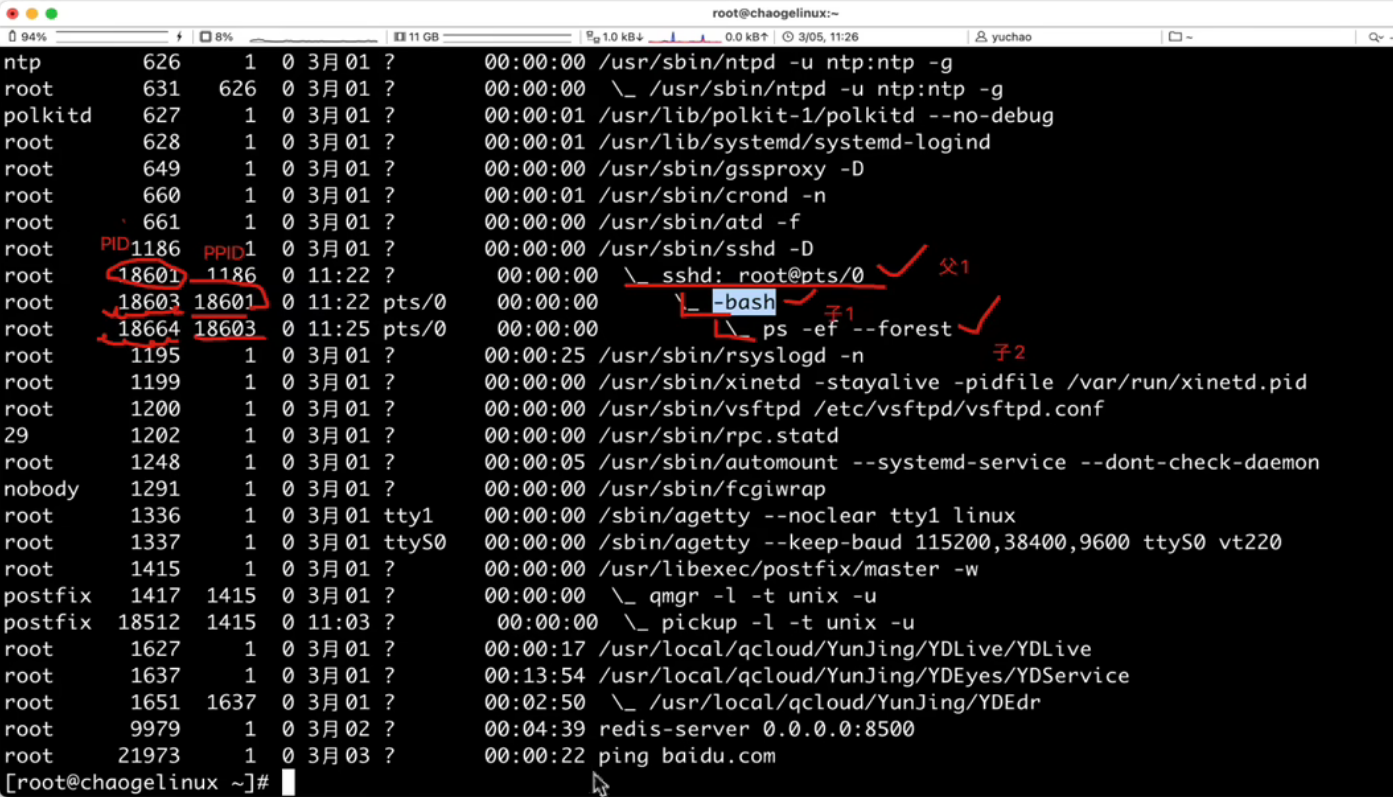 root@chaogelinux:~
94% 8% 11 GB 1.0 kB↓ 0.0 kB↑ 3/05, 11:26 yuchao ~
ntp 626 1 0 3月01 ? 00:00:00 /usr/sbin/ntpd -u ntp:ntp -g
root 631 626 0 3月01 ? 00:00:00 \_ /usr/sbin/ntpd -u ntp:ntp -g
polkitd 627 1 0 3月01 ? 00:00:01 /usr/lib/polkit-1/polkitd --no-debug
root 628 1 0 3月01 ? 00:00:01 /usr/lib/systemd/systemd-logind
root 649 1 0 3月01 ? 00:00:00 /usr/sbin/gssproxy -D
root 660 1 0 3月01 ? 00:00:01 /usr/sbin/crond -n
root 661 1 0 3月01 ? 00:00:00 /usr/sbin/atd -f
PID PPID
root 1186 1 0 3月01 ? 00:00:00 /usr/sbin/sshd -D
root 18601 1186 0 11:22 ? 00:00:00 \_ sshd: root@pts/0 父1
root 18603 18601 0 11:22 pts/0 00:00:00 \_ -bash 子1
root 18664 18603 0 11:25 pts/0 00:00:00 \_ ps -ef --forest 子2
root 1195 1 0 3月01 ? 00:00:25 /usr/sbin/rsyslogd -n
root 1199 1 0 3月01 ? 00:00:00 /usr/sbin/xinetd -stayalive -pidfile /var/run/xinetd.pid
root 1200 1 0 3月01 ? 00:00:00 /usr/sbin/vsftpd /etc/vsftpd/vsftpd.conf
29 1202 1 0 3月01 ? 00:00:00 /usr/sbin/rpc.statd
root 1248 1 0 3月01 ? 00:00:05 /usr/sbin/automount --systemd-service --dont-check-daemon
nobody 1291 1 0 3月01 ? 00:00:00 /usr/sbin/fcgiwrap
root 1336 1 0 3月01 tty1 00:00:00 /sbin/agetty --noclear tty1 linux
root 1337 1 0 3月01 ttyS0 00:00:00 /sbin/agetty --keep-baud 115200,38400,9600 ttyS0 vt220
root 1415 1 0 3月01 ? 00:00:00 /usr/libexec/postfix/master -w
postfix 1417 1415 0 3月01 ? 00:00:00 \_ qmgr -l -t unix -u
postfix 18512 1415 0 11:03 ? 00:00:00 \_ pickup -l -t unix -u
root 1627 1 0 3月01 ? 00:00:17 /usr/local/qcloud/YunJing/YDLive/YDLive
root 1637 1 0 3月01 ? 00:13:54 /usr/local/qcloud/YunJing/YDEyes/YDService
root 1651 1637 0 3月01 ? 00:02:50 \_ /usr/local/qcloud/YunJing/YDEdr
root 9979 1 0 3月02 ? 00:04:39 redis-server 0.0.0.0:8500
root 21973 1 0 3月03 ? 00:00:22 ping baidu.com
[root@chaogelinux ~]#